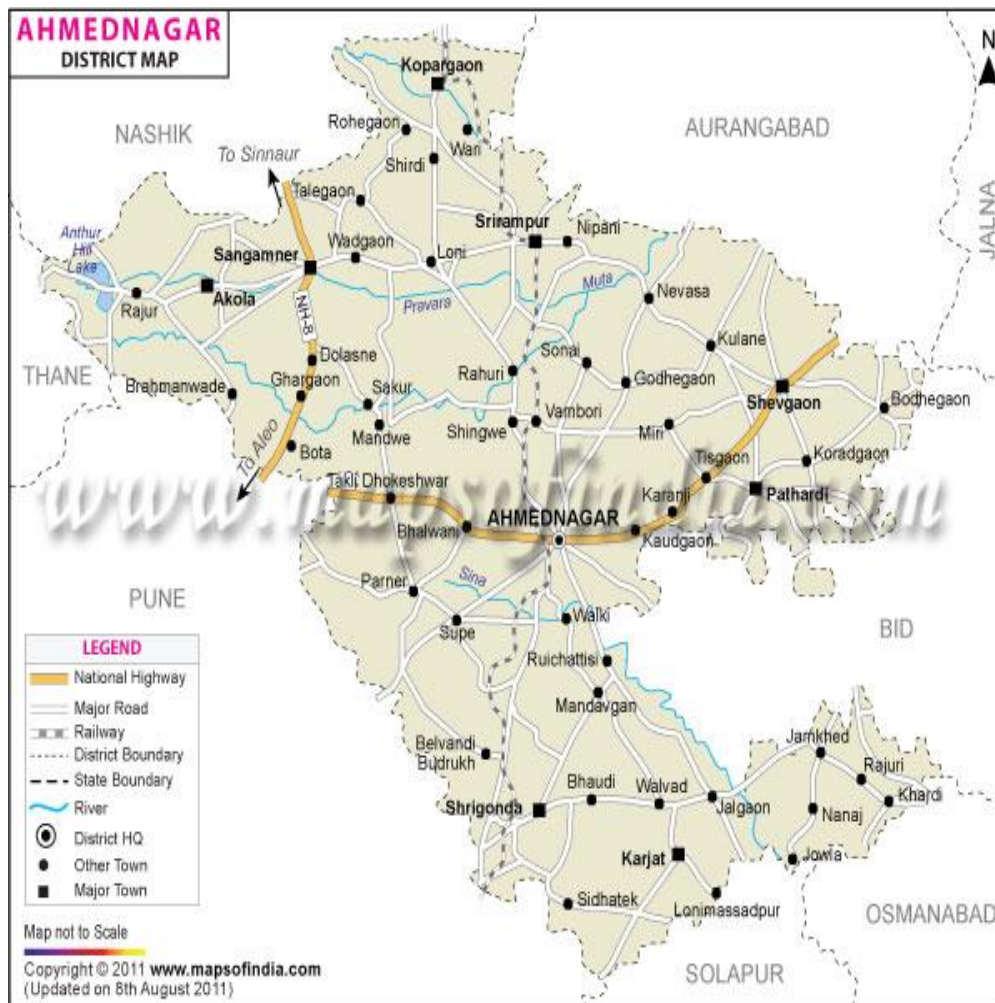 AHMEDNAGAR
DISTRICT MAP
N
Kopargaon
NASHIK
Rohegaon
Wari
AURANGABAD
To Sinnaur
Shirdi
JALNA
Talegaon
Srirampur
Nipani
Anthur
Hill
Lake
Sangamner
Wadgaon
Loni
Rajur
Akola
Pravara
Muta
Nevasa
NH-8
Dolasne
Sonai
Kulane
THANE
Brahmanwade
Ghargaon
Sakur
Rahuri
Godhegaon
Shevgaon
Bodhegaon
Mandwe
Shingwe
Vambori
Miri
To Aleo
Bota
Tisgaon
Koradgaon
Takli Dhokeshwar
Karanji
Pathardi
www.mapsofindia.com
Bhalwani
AHMEDNAGAR
Kaudgaon
Parner
Sina
PUNE
Supe
Walki
BID
Ruichattisi
Mandavgan
Belvandi
Budrukh
Jamkhed
Rajuri
Bhaudi
Walvad
Shrigonda
Jalgaon
Nanaj
Khardi
Karjat
Jowla
Sidhatek
Lonimassadpur
OSMANABAD
SOLAPUR
LEGEND
National Highway
Major Road
Railway
District Boundary
State Boundary
River
District HQ
Other Town
Major Town
Map not to Scale
Copyright © 2011 www.mapsofindia.com
(Updated on 8th August 2011)